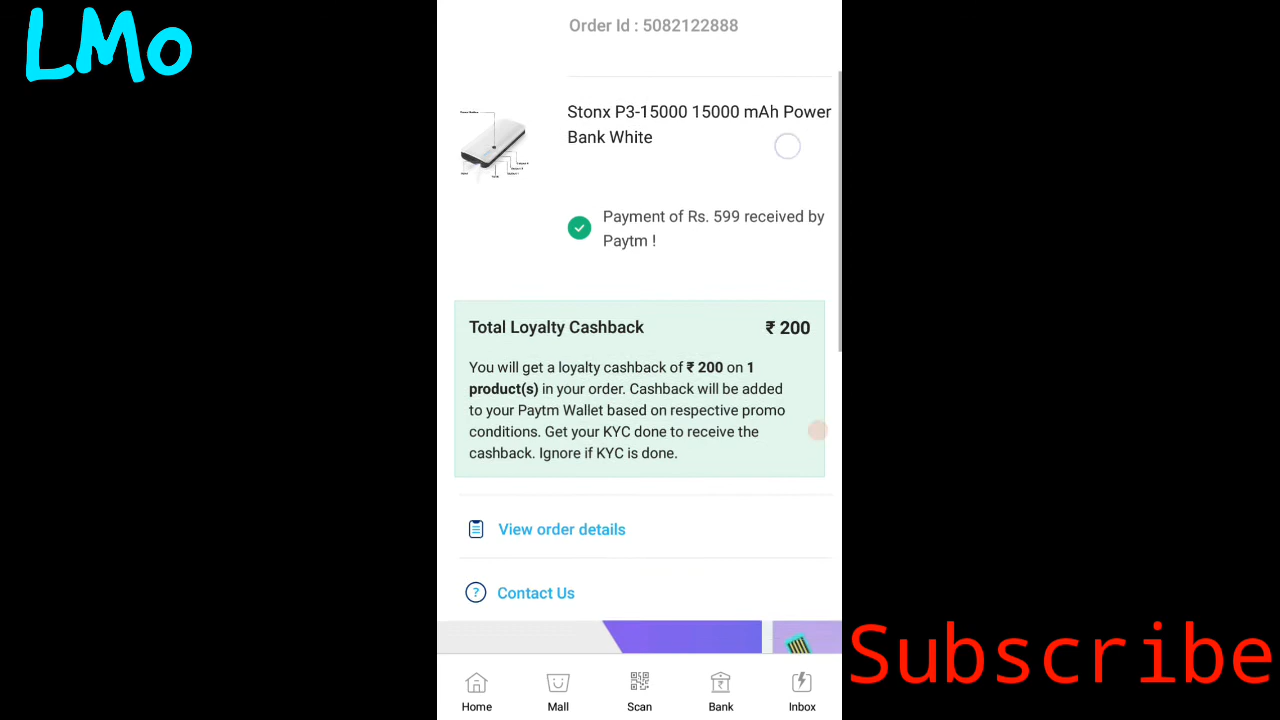 LMo
Order Id : 5082122888
Stonx P3-15000 15000 mAh Power
Bank White
Payment of Rs. 599 received by
Paytm !
Total Loyalty Cashback ₹ 200
You will get a loyalty cashback of ₹ 200 on 1
product(s) in your order. Cashback will be added
to your Paytm Wallet based on respective promo
conditions. Get your KYC done to receive the
cashback. Ignore if KYC is done.
View order details
? Contact Us
Subscribe
Home Mall Scan Bank Inbox